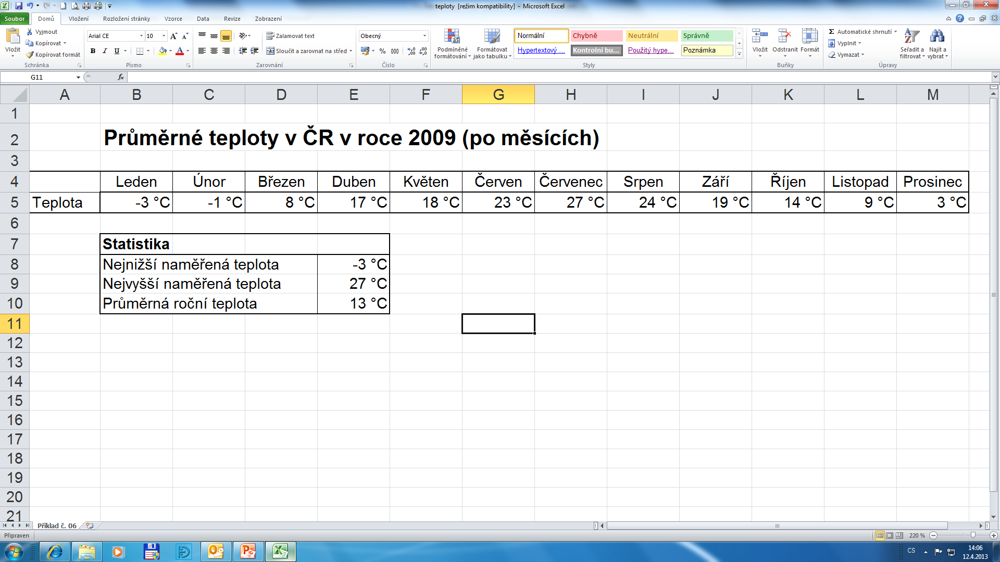 teploty  [režim kompatibility]  -  Microsoft Excel
Soubor Domů Vložení Rozložení stránky Vzorce Data Revize Zobrazení
Vložit
Vyjmout
Kopírovat
Kopírovat formát
Schránka
Arial CE 10
B I U
Písmo
Zalamovat text
Sloučit a zarovnat na střed
Zarovnání
Obecný
% 000
Číslo
Podmíněné formátování
Formátovat jako tabulku
Normální Chybně Neutrální Správně
Hypertextový ... Kontrolní bu... Použitý hype... Poznámka
Styly
Vložit Odstranit Formát
Buňky
Σ Automatické shrnutí
Vyplnit
Vymazat
Seřadit a filtrovat
Najít a vybrat
Úpravy
G11 fx
A B C D E F G H I J K L M
1
2 Průměrné teploty v ČR v roce 2009 (po měsících)
3
4 Leden Únor Březen Duben Květen Červen Červenec Srpen Září Říjen Listopad Prosinec
5 Teplota -3 °C -1 °C 8 °C 17 °C 18 °C 23 °C 27 °C 24 °C 19 °C 14 °C 9 °C 3 °C
6
7 Statistika
8 Nejnižší naměřená teplota -3 °C
9 Nejvyšší naměřená teplota 27 °C
10 Průměrná roční teplota 13 °C
11
12
13
14
15
16
17
18
19
20
21
Příklad č. 06
Připraven 220 %
CS 14:06
12.4.2013